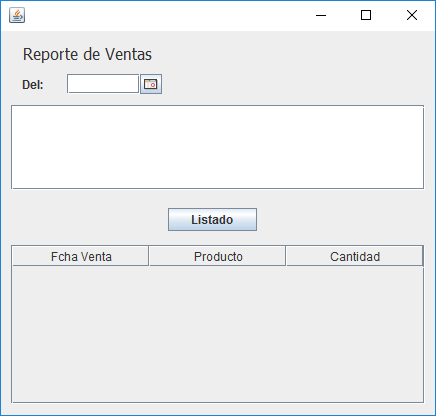 Reporte de Ventas
Del:
Listado
Fcha Venta Producto Cantidad